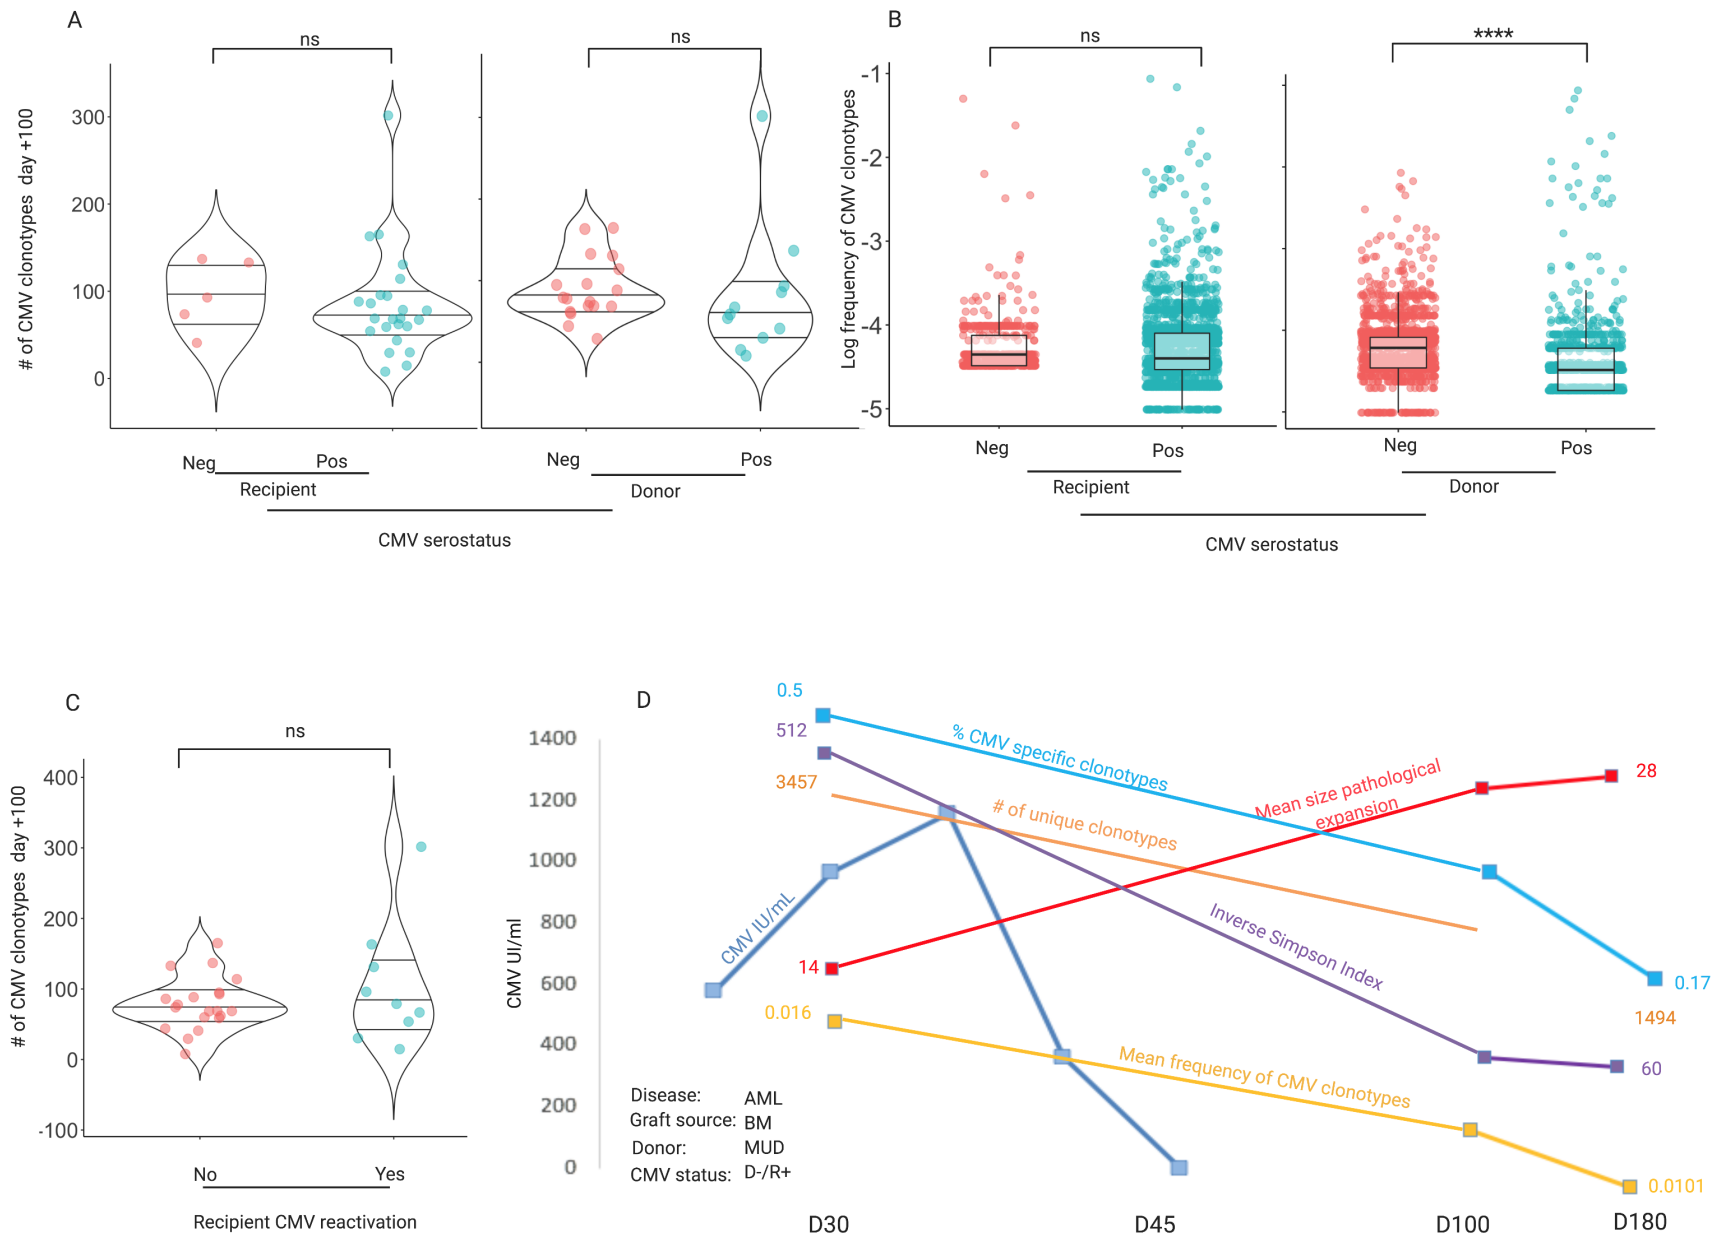 A
ns
ns
# of CMV clonotypes day +100
300
200
100
0
Neg
Pos
Recipient
Neg
Pos
Donor
CMV serostatus
B
ns
****
Log frequency of CMV clonotypes
-1
-2
-3
-4
-5
Neg
Pos
Recipient
Neg
Pos
Donor
CMV serostatus
C
ns
# of CMV clonotypes day +100
400
300
200
100
0
-100
No
Yes
Recipient CMV reactivation
D
CMV UI/ml
1400
1200
1000
800
600
400
200
0
0.5
512
3457
14
0.016
% CMV specific clonotypes
# of unique clonotypes
Mean size pathological
expansion
CMV IU/mL
Inverse Simpson Index
Mean frequency of CMV clonotypes
28
0.17
1494
60
0.0101
Disease: AML
Graft source: BM
Donor: MUD
CMV status: D-/R+
D30
D45
D100
D180